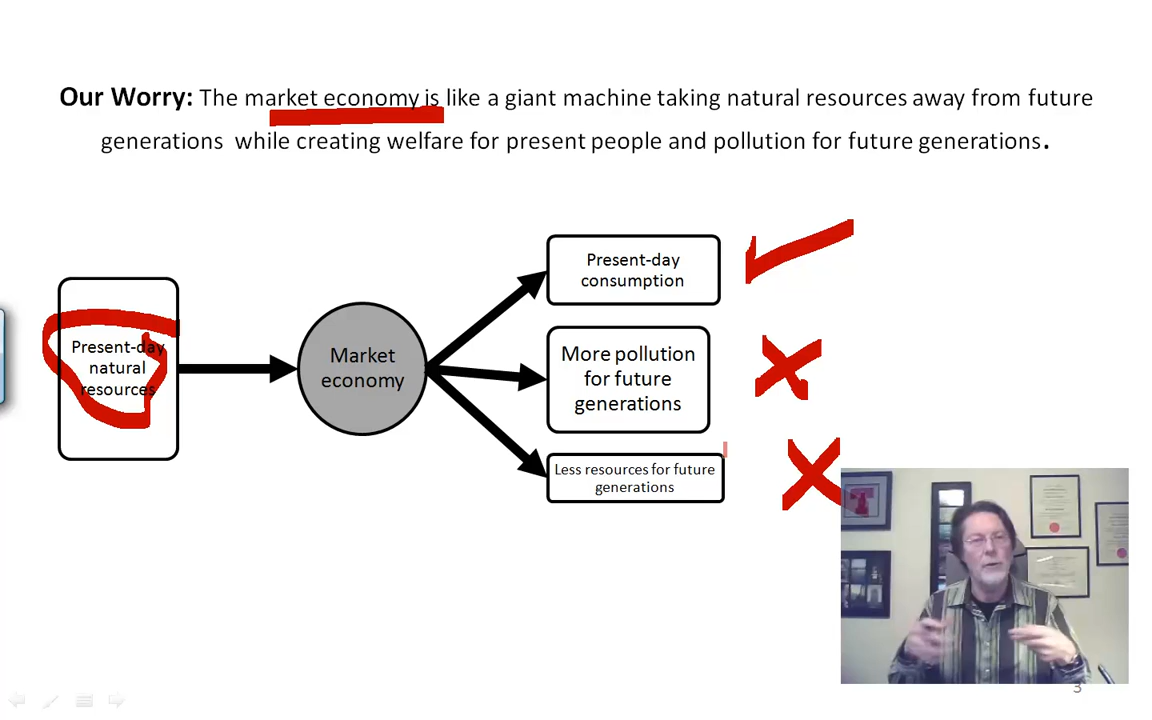 Our Worry: The market economy is like a giant machine taking natural resources away from future
generations while creating welfare for present people and pollution for future generations.
Present-day
consumption
Present-day
natural
resources
Market
economy
More pollution
for future
generations
Less resources for future
generations
3